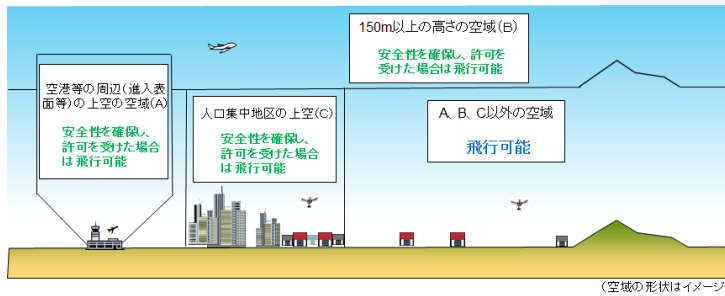 150m以上の高さの空域(B)
安全性を確保し、許可を
受けた場合は飛行可能
空港等の周辺(進入表
面等)の上空の空域(A)
安全性を確保し、
許可を受けた場合
は飛行可能
人口集中地区の上空(C)
安全性を確保し、
許可を受けた場合
は飛行可能
A、B、C以外の空域
飛行可能
(空域の形状はイメージ